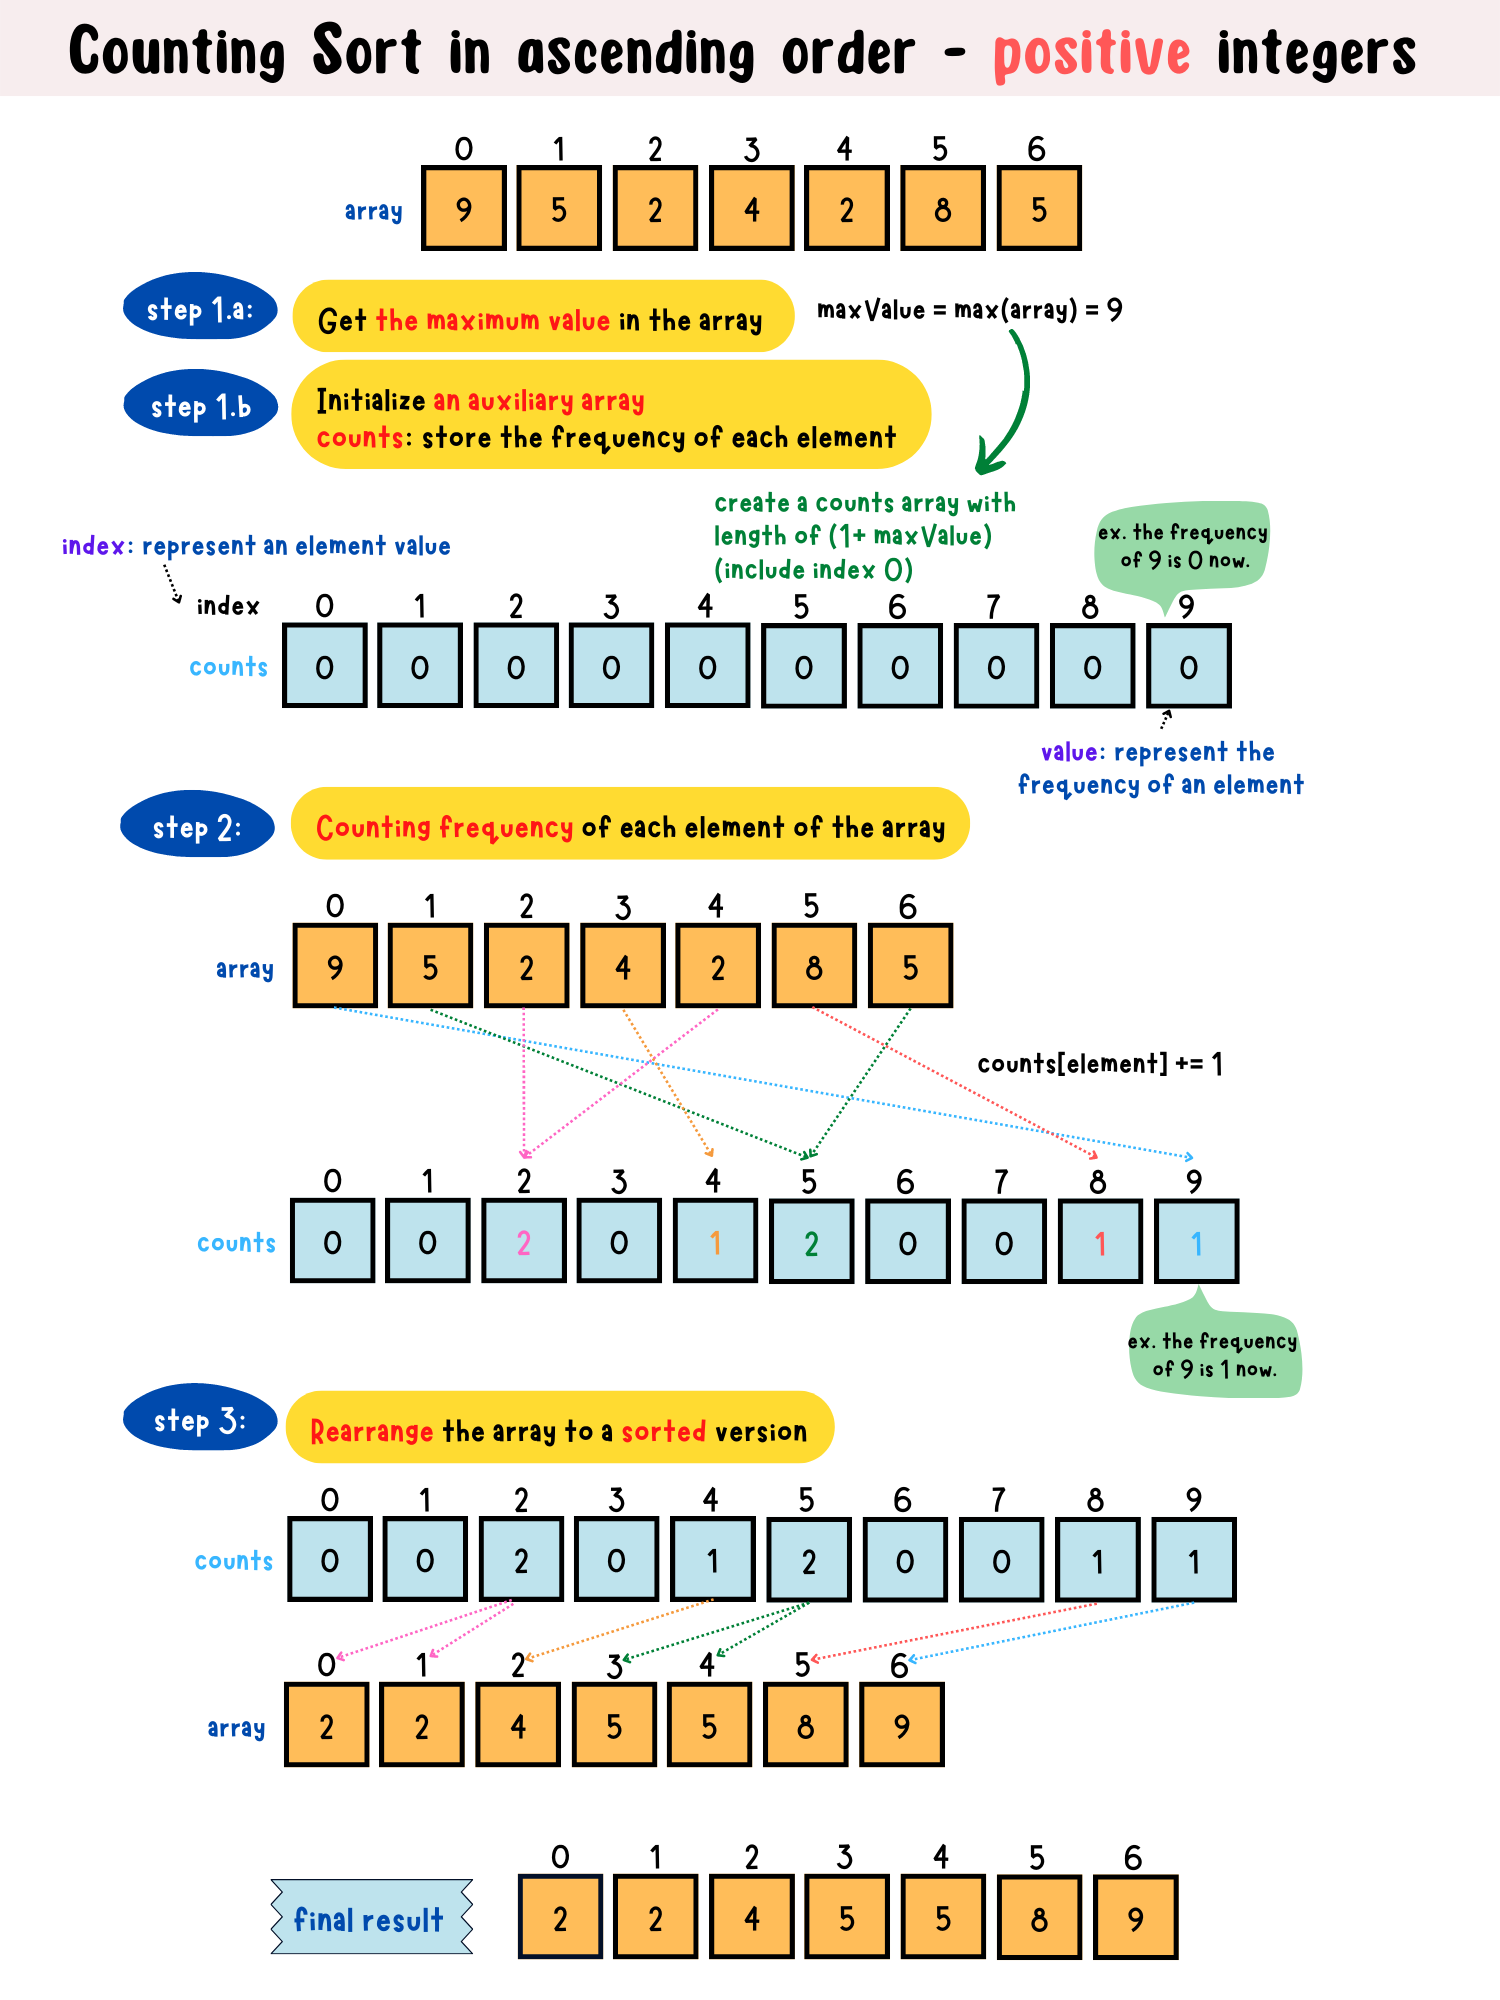 Counting Sort in ascending order - positive integers
0 1 2 3 4 5 6
array 9 5 2 4 2 8 5
step 1.a: Get the maximum value in the array maxValue = max(array) = 9
step 1.b Initialize an auxiliary array
counts: store the frequency of each element
create a counts array with
length of (1+ maxValue)
(include index 0)
ex. the frequency
of 9 is 0 now.
index: represent an element value
index 0 1 2 3 4 5 6 7 8 9
counts 0 0 0 0 0 0 0 0 0 0
value: represent the
frequency of an element
step 2: Counting frequency of each element of the array
0 1 2 3 4 5 6
array 9 5 2 4 2 8 5
counts[element] += 1
0 1 2 3 4 5 6 7 8 9
counts 0 0 2 0 1 2 0 0 1 1
ex. the frequency
of 9 is 1 now.
step 3: Rearrange the array to a sorted version
0 1 2 3 4 5 6 7 8 9
counts 0 0 2 0 1 2 0 0 1 1
0 1 2 3 4 5 6
array 2 2 4 5 5 8 9
0 1 2 3 4 5 6
final result 2 2 4 5 5 8 9